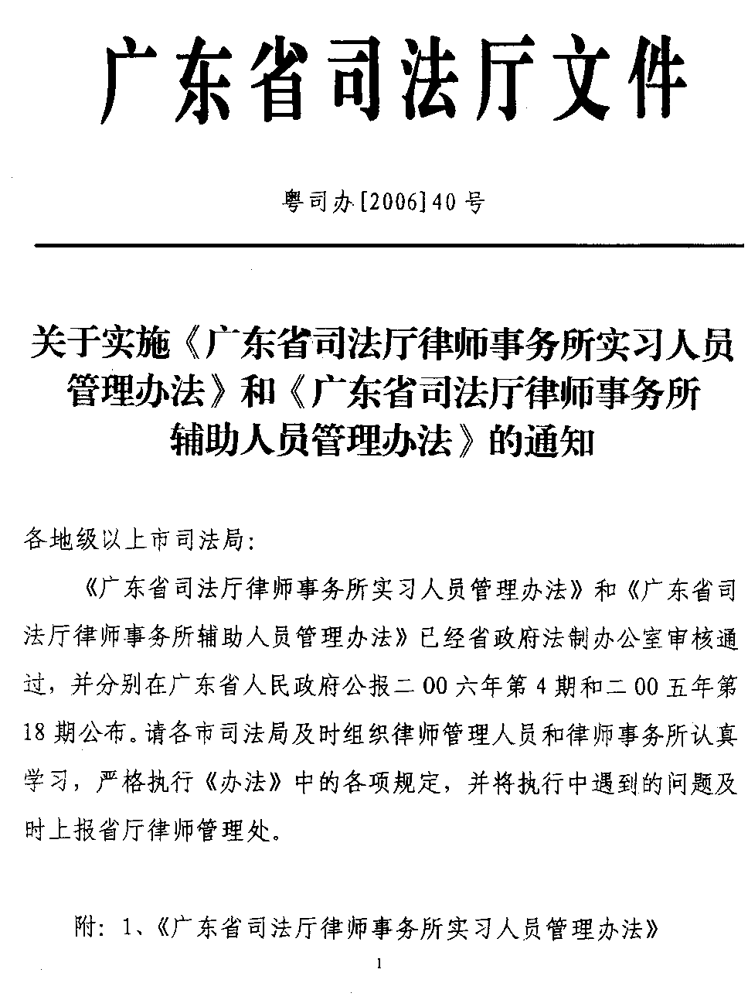 广东省司法厅文件
粤司办[2006]40号
关于实施《广东省司法厅律师事务所实习人员
管理办法》和《广东省司法厅律师事务所
辅助人员管理办法》的通知
各地级以上市司法局:
《广东省司法厅律师事务所实习人员管理办法》和《广东省司
法厅律师事务所辅助人员管理办法》已经省政府法制办公室审核通
过，并分别在广东省人民政府公报二00六年第4期和二00五年第
18期公布。请各市司法局及时组织律师管理人员和律师事务所认真
学习，严格执行《办法》中的各项规定，并将执行中遇到的问题及
时上报省厅律师管理处。
附: 1、《广东省司法厅律师事务所实习人员管理办法》
1